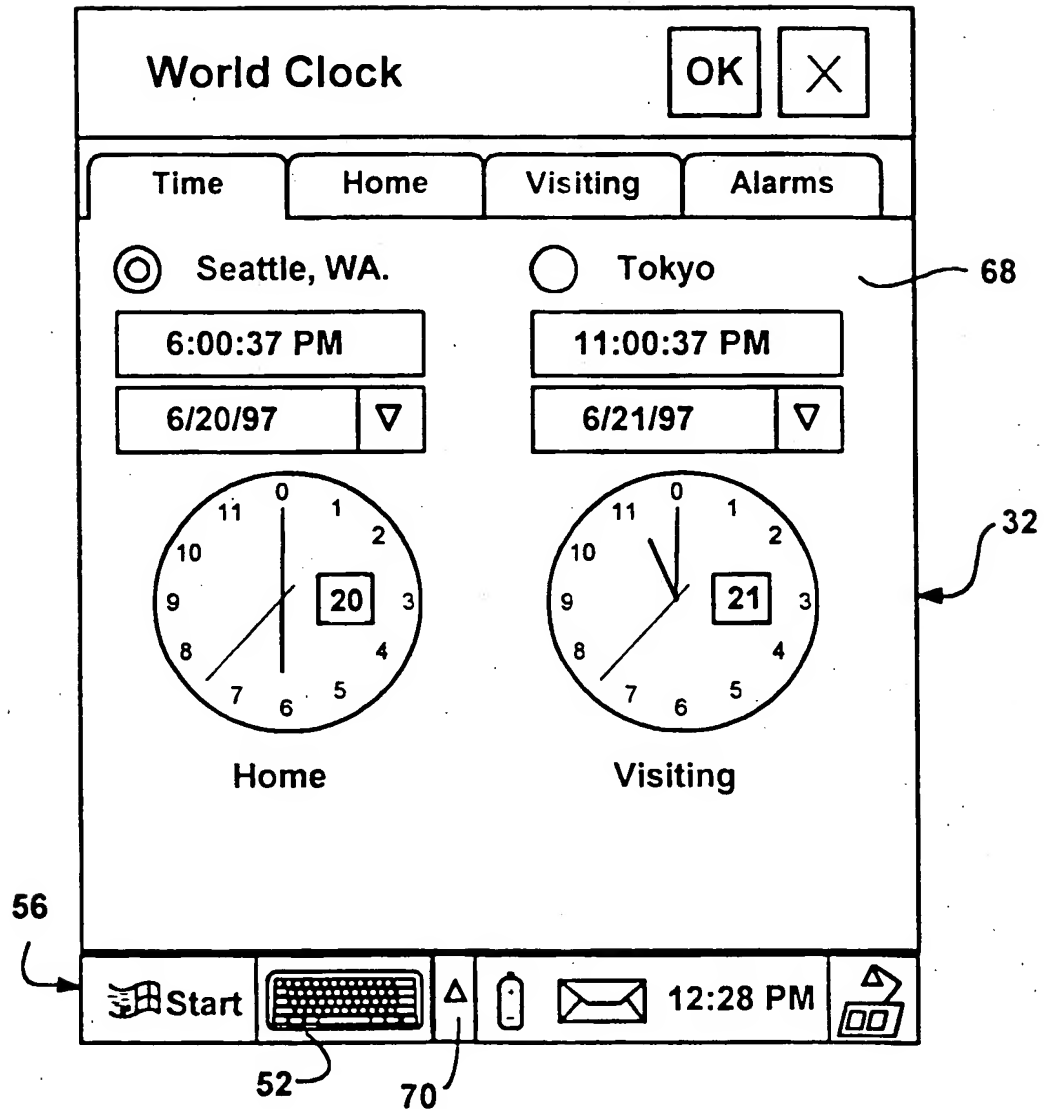 World Clock OK X
Time Home Visiting Alarms
Seattle, WA. Tokyo 68
6:00:37 PM 11:00:37 PM
6/20/97 6/21/97
0 1 2 3 4 5 6 7 8 9 10 11 20
0 1 2 3 4 5 6 7 8 9 10 11 21
32
Home Visiting
56
Start 12:28 PM
52 70